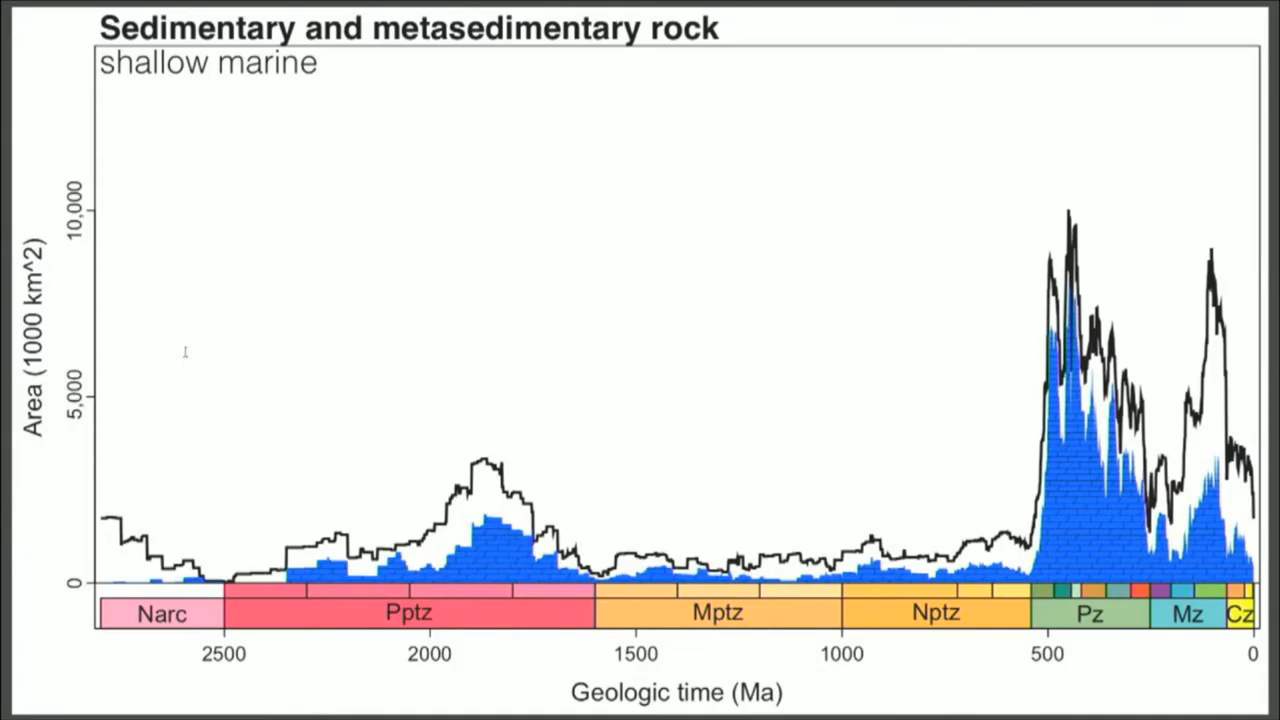 Sedimentary and metasedimentary rock
shallow marine
Area (1000 km^2)
10,000
5,000
0
Narc
Pptz
Mptz
Nptz
Pz
Mz
Cz
2500
2000
1500
1000
500
0
Geologic time (Ma)